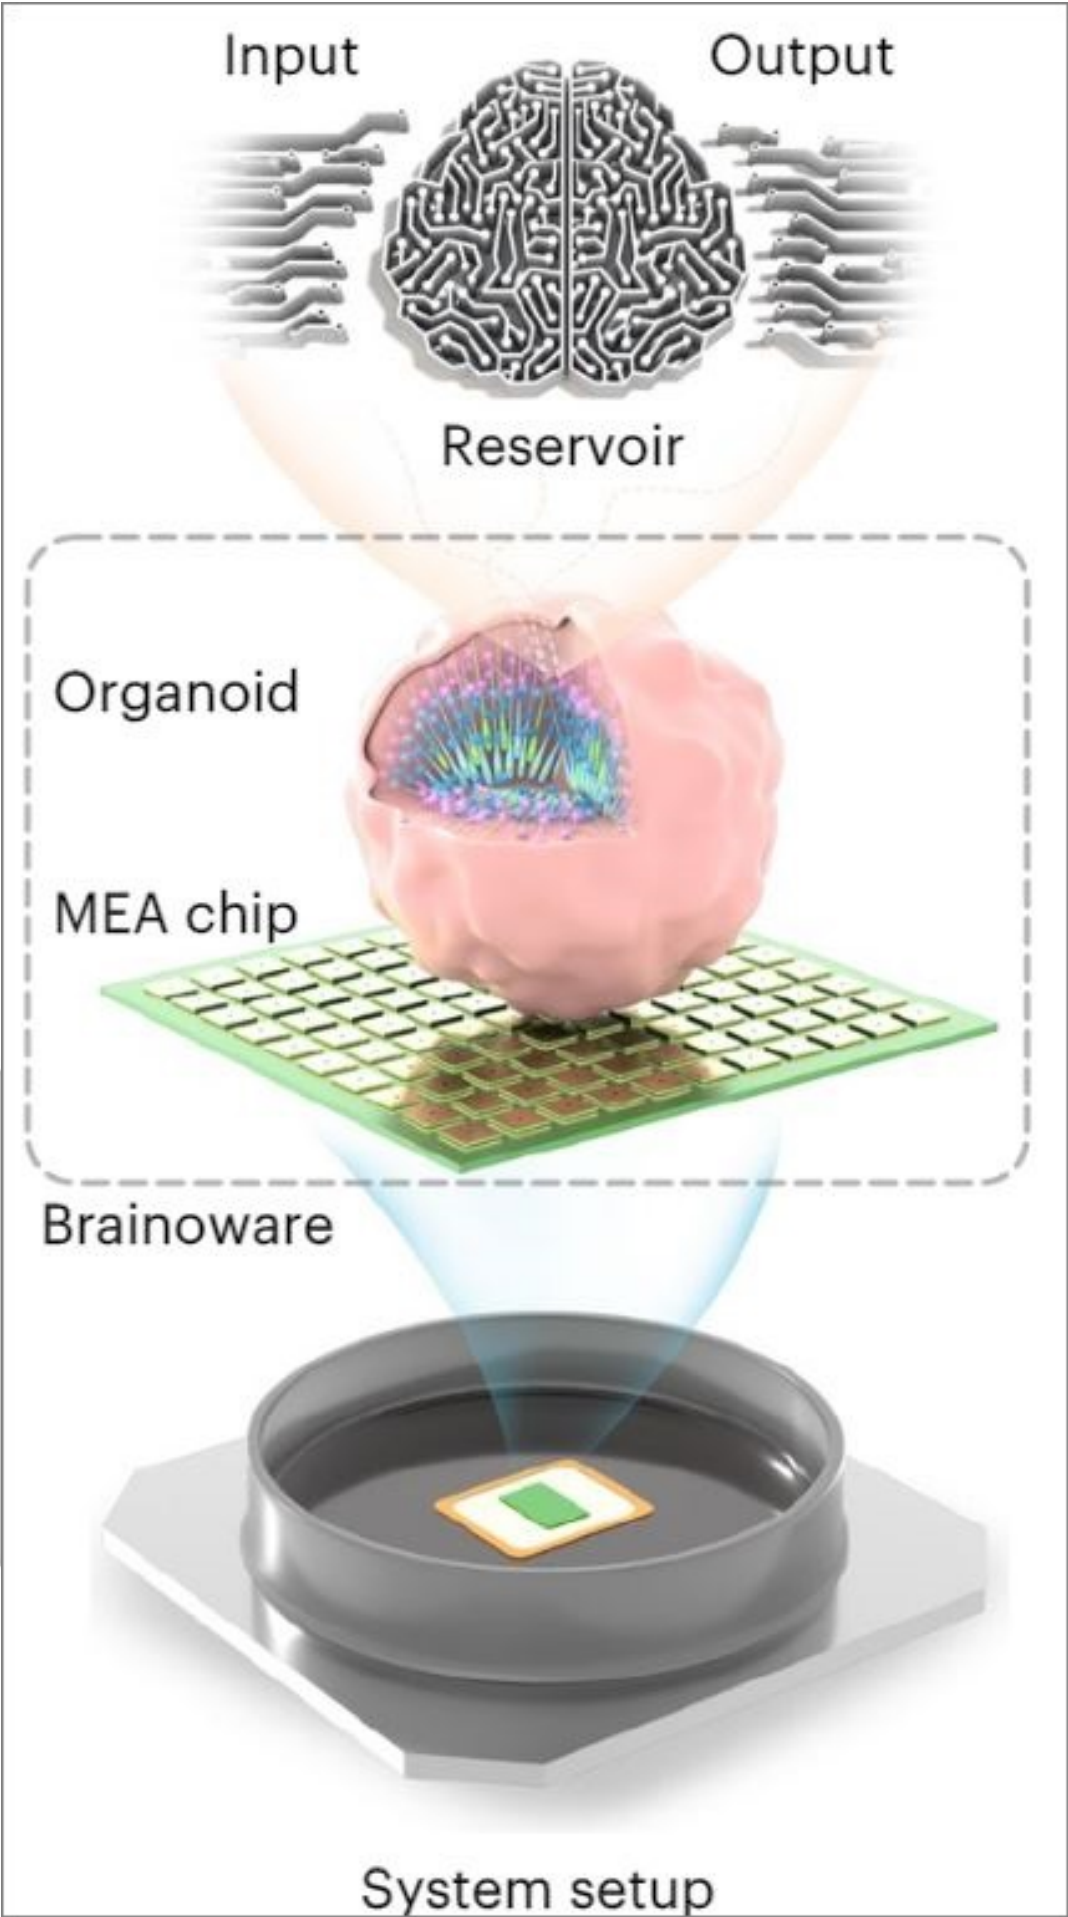 Input
Output
Reservoir
Organoid
MEA chip
Brainoware
System setup